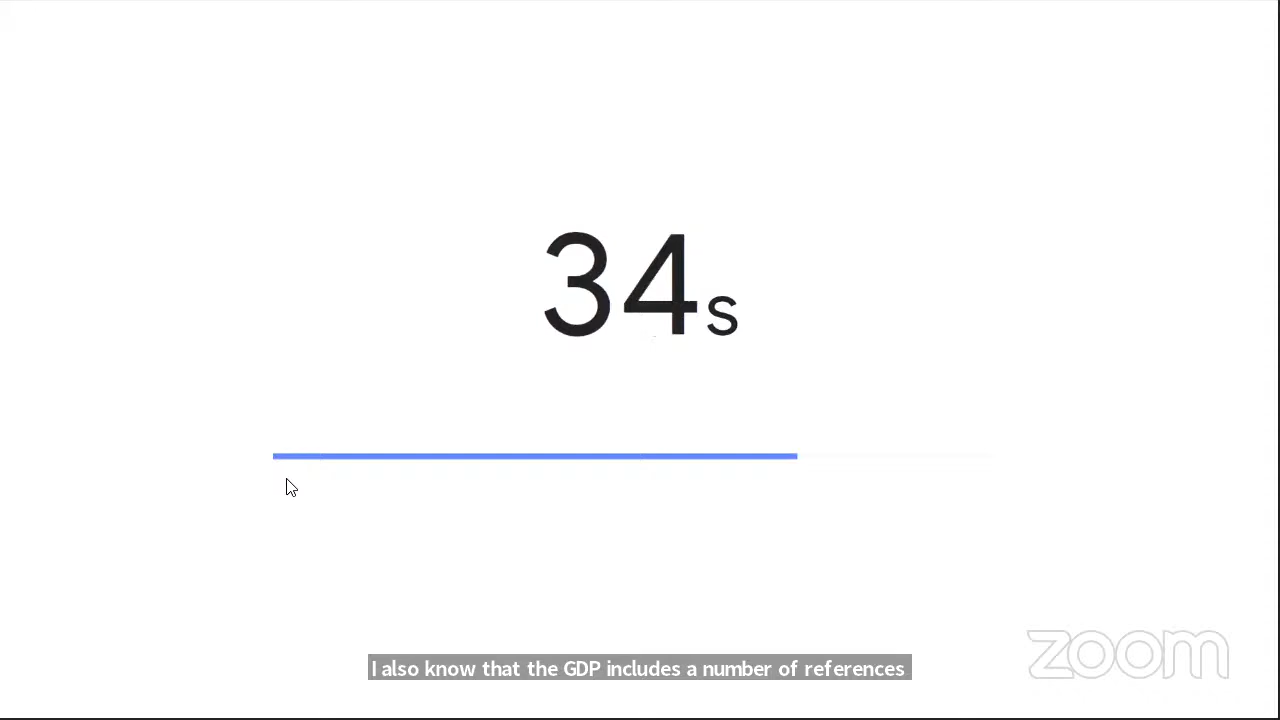 34s
I also know that the GDP includes a number of references
zoom